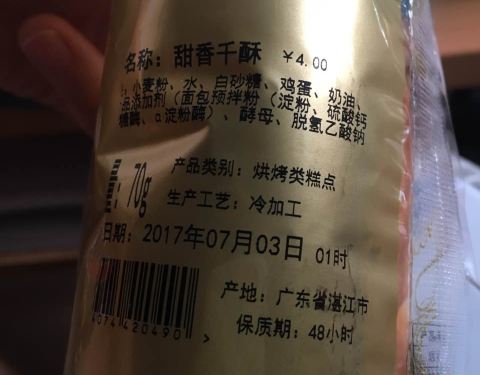 名称：甜香千酥 ￥4.00
小麦粉、水、白砂糖、鸡蛋、奶油、
品添加剂（面包预拌粉（淀粉、硫酸钙
糖酶、α淀粉酶）、酵母、脱氢乙酸钠
70g
产品类别：烘烤类糕点
生产工艺：冷加工
日期：2017年07月03日 01时
4074420490 >
产地：广东省湛江市
保质期：48小时